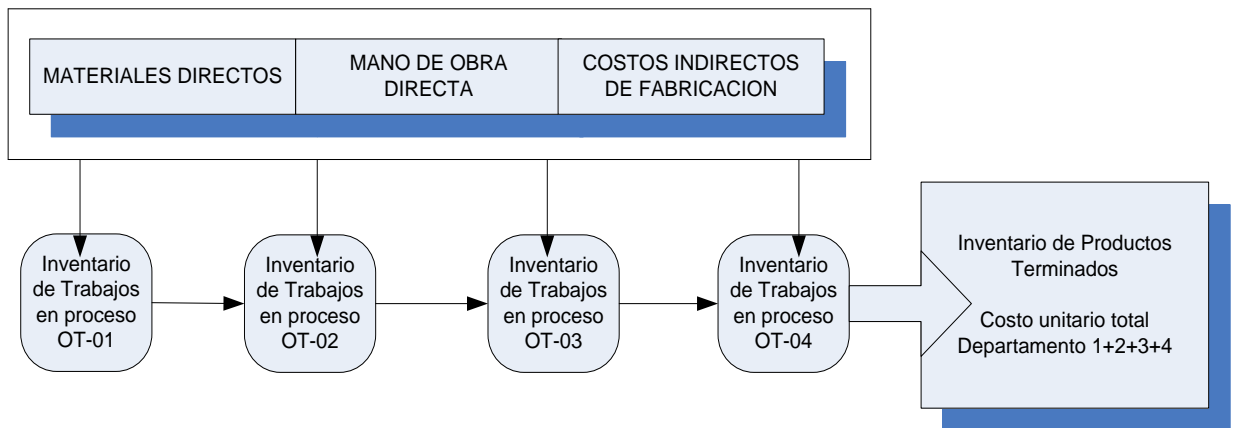 MATERIALES DIRECTOS
MANO DE OBRA
DIRECTA
COSTOS INDIRECTOS
DE FABRICACION
Inventario
de Trabajos
en proceso
OT-01
Inventario
de Trabajos
en proceso
OT-02
Inventario
de Trabajos
en proceso
OT-03
Inventario
de Trabajos
en proceso
OT-04
Inventario de Productos
Terminados
Costo unitario total
Departamento 1+2+3+4